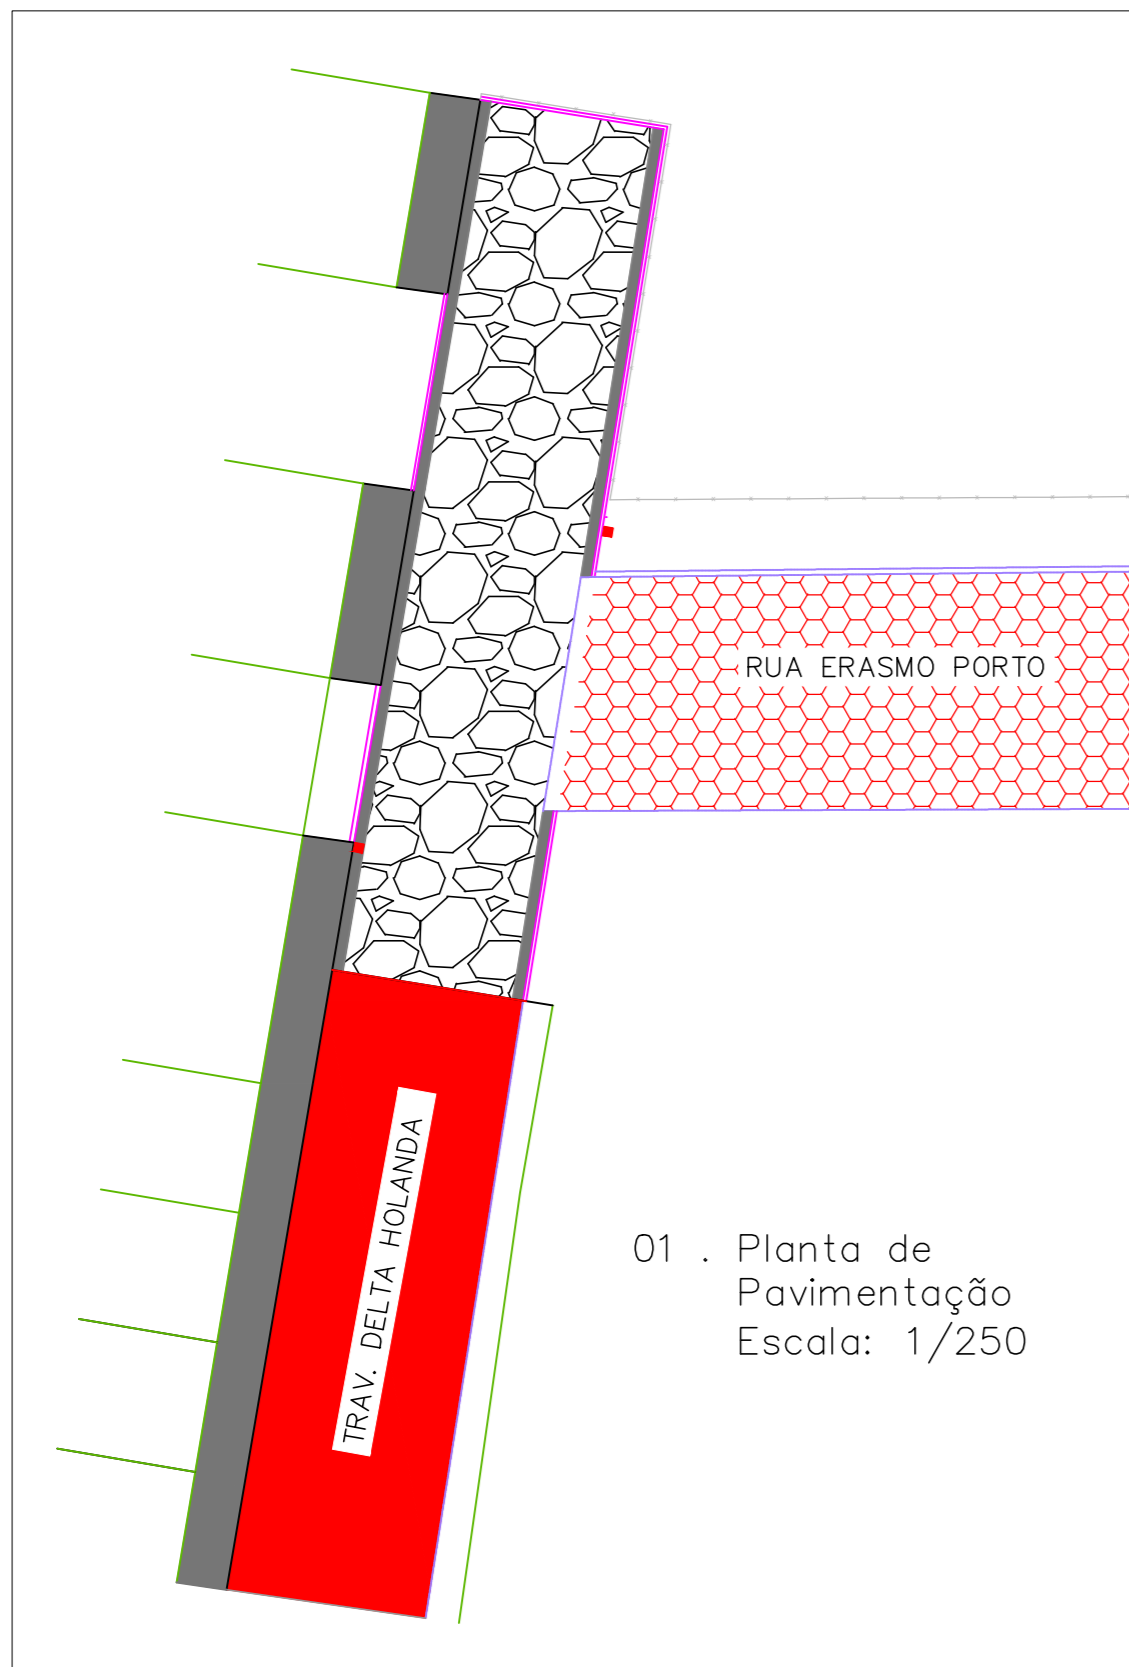 RUA ERASMO PORTO
TRAV. DELTA HOLANDA
01 . Planta de
Pavimentação
Escala: 1/250